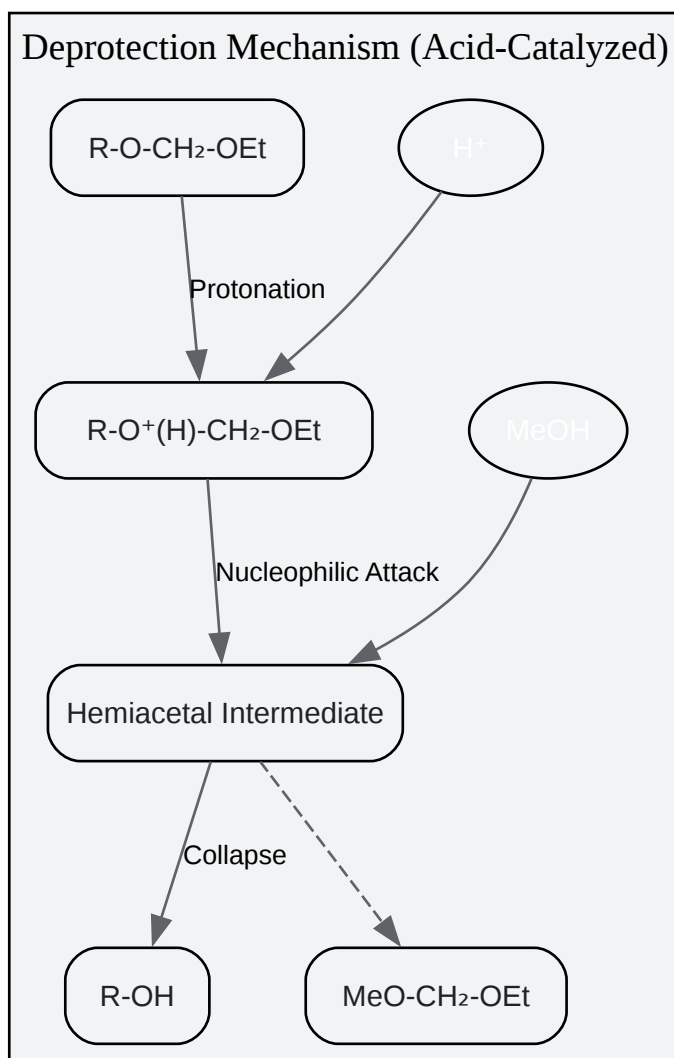 Deprotection Mechanism (Acid-Catalyzed)
R-O-CH₂-OEt
H⁺
Protonation
R-O⁺(H)-CH₂-OEt
MeOH
Nucleophilic Attack
Hemiacetal Intermediate
Collapse
R-OH
MeO-CH₂-OEt